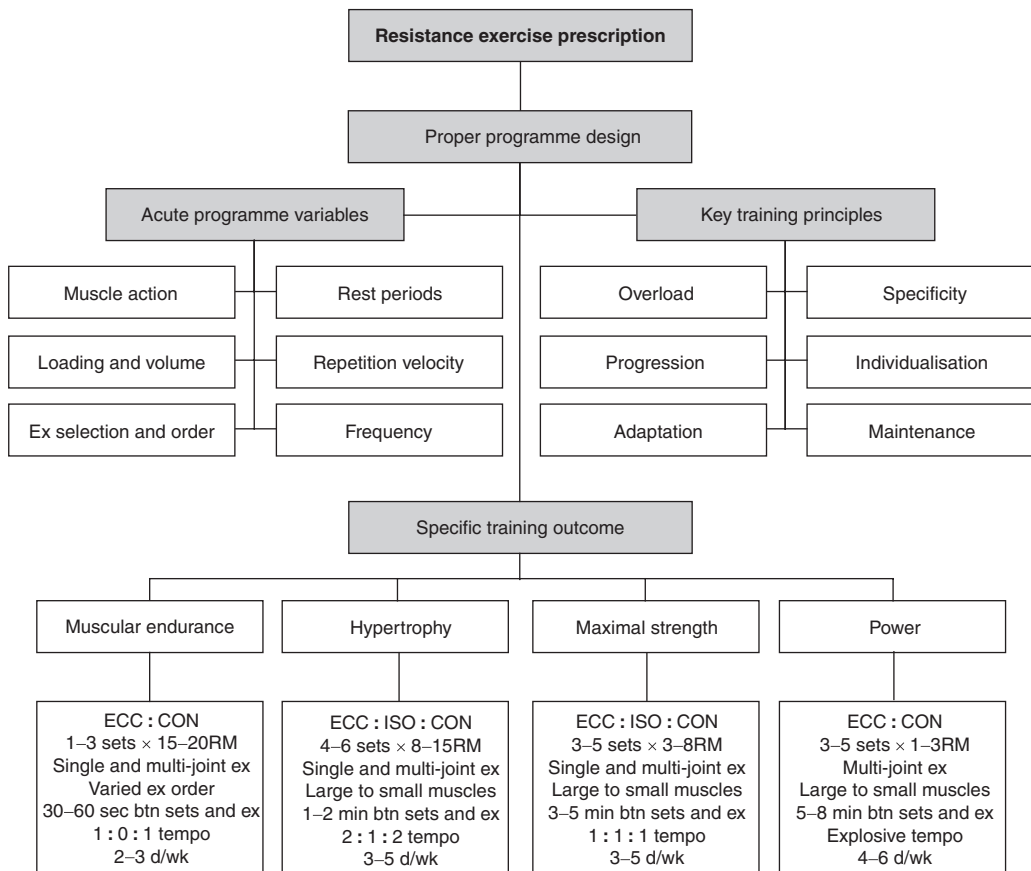 Resistance exercise prescription
Proper programme design
Acute programme variables
Key training principles
Muscle action
Rest periods
Overload
Specificity
Loading and volume
Repetition velocity
Progression
Individualisation
Ex selection and order
Frequency
Adaptation
Maintenance
Specific training outcome
Muscular endurance
Hypertrophy
Maximal strength
Power
ECC : CON
1–3 sets × 15–20RM
Single and multi-joint ex
Varied ex order
30–60 sec btn sets and ex
1 : 0 : 1 tempo
2–3 d/wk
ECC : ISO : CON
4–6 sets × 8–15RM
Single and multi-joint ex
Large to small muscles
1–2 min btn sets and ex
2 : 1 : 2 tempo
3–5 d/wk
ECC : ISO : CON
3–5 sets × 3–8RM
Single and multi-joint ex
Large to small muscles
3–5 min btn sets and ex
1 : 1 : 1 tempo
3–5 d/wk
ECC : CON
3–5 sets × 1–3RM
Multi-joint ex
Large to small muscles
5–8 min btn sets and ex
Explosive tempo
4–6 d/wk